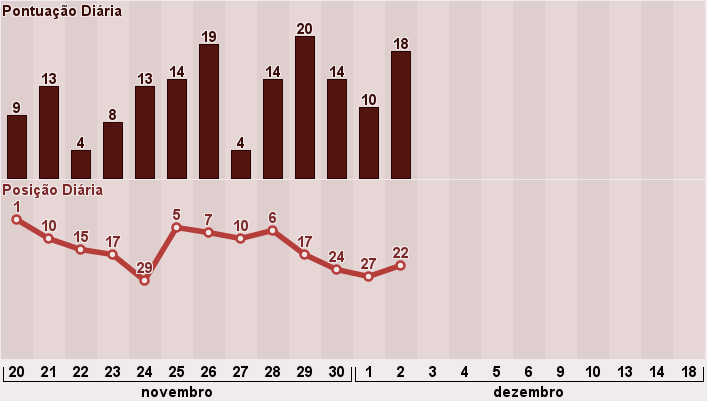 Pontuação Diária
9 13 4 8 13 14 19 4 14 20 14 10 18
Posição Diária
1 10 15 17 29 5 7 10 6 17 24 27 22
20 21 22 23 24 25 26 27 28 29 30 1 2 3 4 5 6 9 10 13 14 18
novembro dezembro